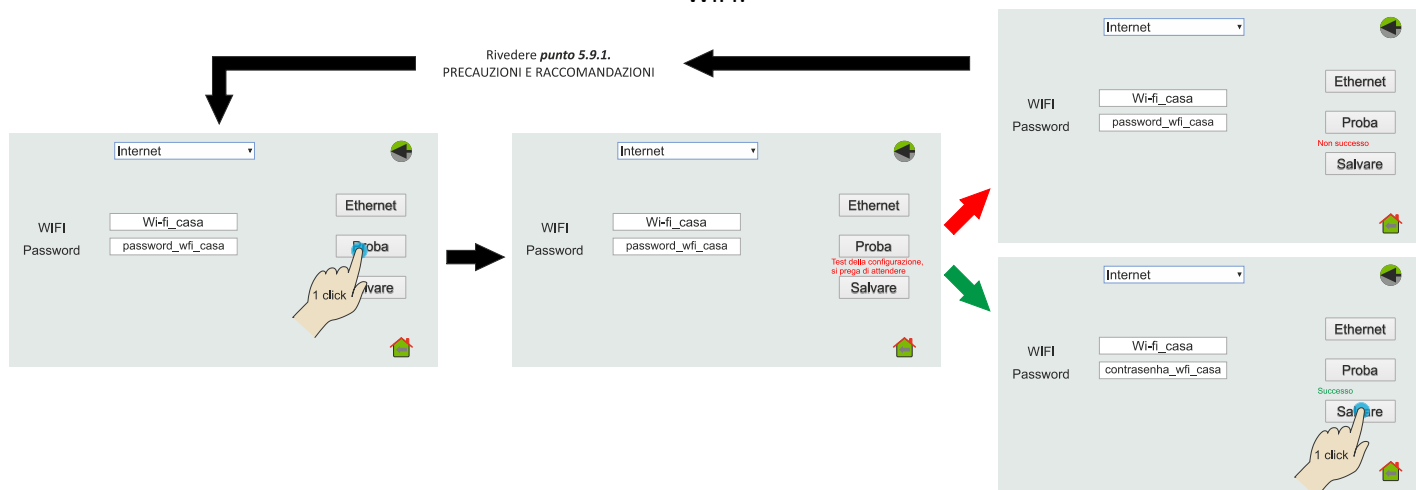 Rivedere punto 5.9.1.
PRECAUZIONI E RACCOMANDAZIONI
Internet
WIFI
Wi-fi_casa
Password
password_wfi_casa
Ethernet
Proba
Salvare
1 click
Internet
WIFI
Wi-fi_casa
Password
password_wfi_casa
Ethernet
Proba
Test della configurazione,
si prega di attendere
Salvare
Internet
WIFI
Wi-fi_casa
Password
password_wfi_casa
Ethernet
Proba
Non successo
Salvare
Internet
WIFI
Wi-fi_casa
Password
contrasenha_wfi_casa
Ethernet
Proba
Successo
Salvare
1 click